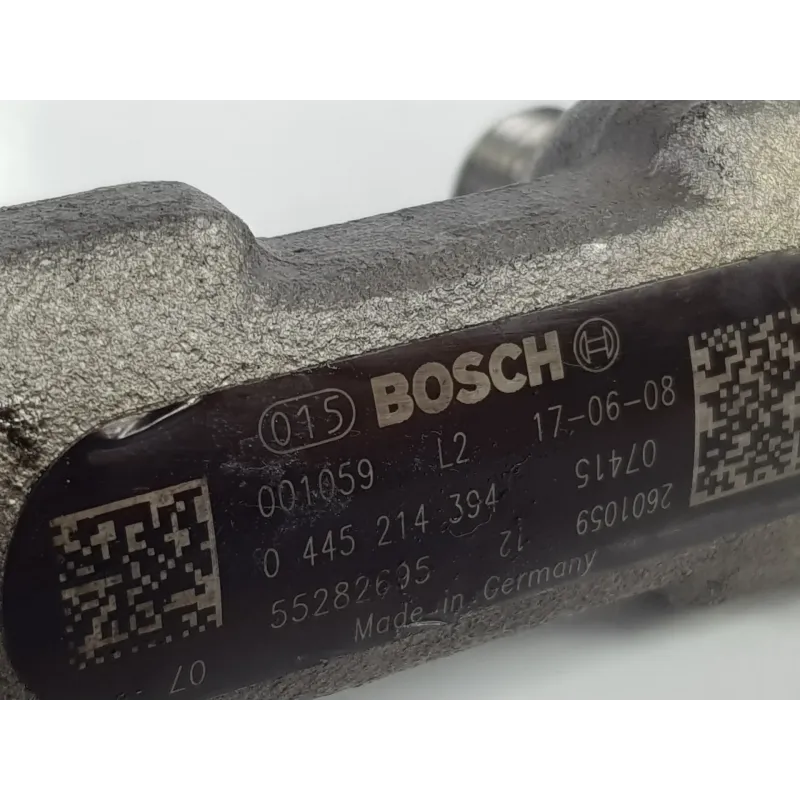 015 BOSCH
001059 L2 17-06-08
0 445 214 394 07415
55282695 12 2601059
Made in Germany
07